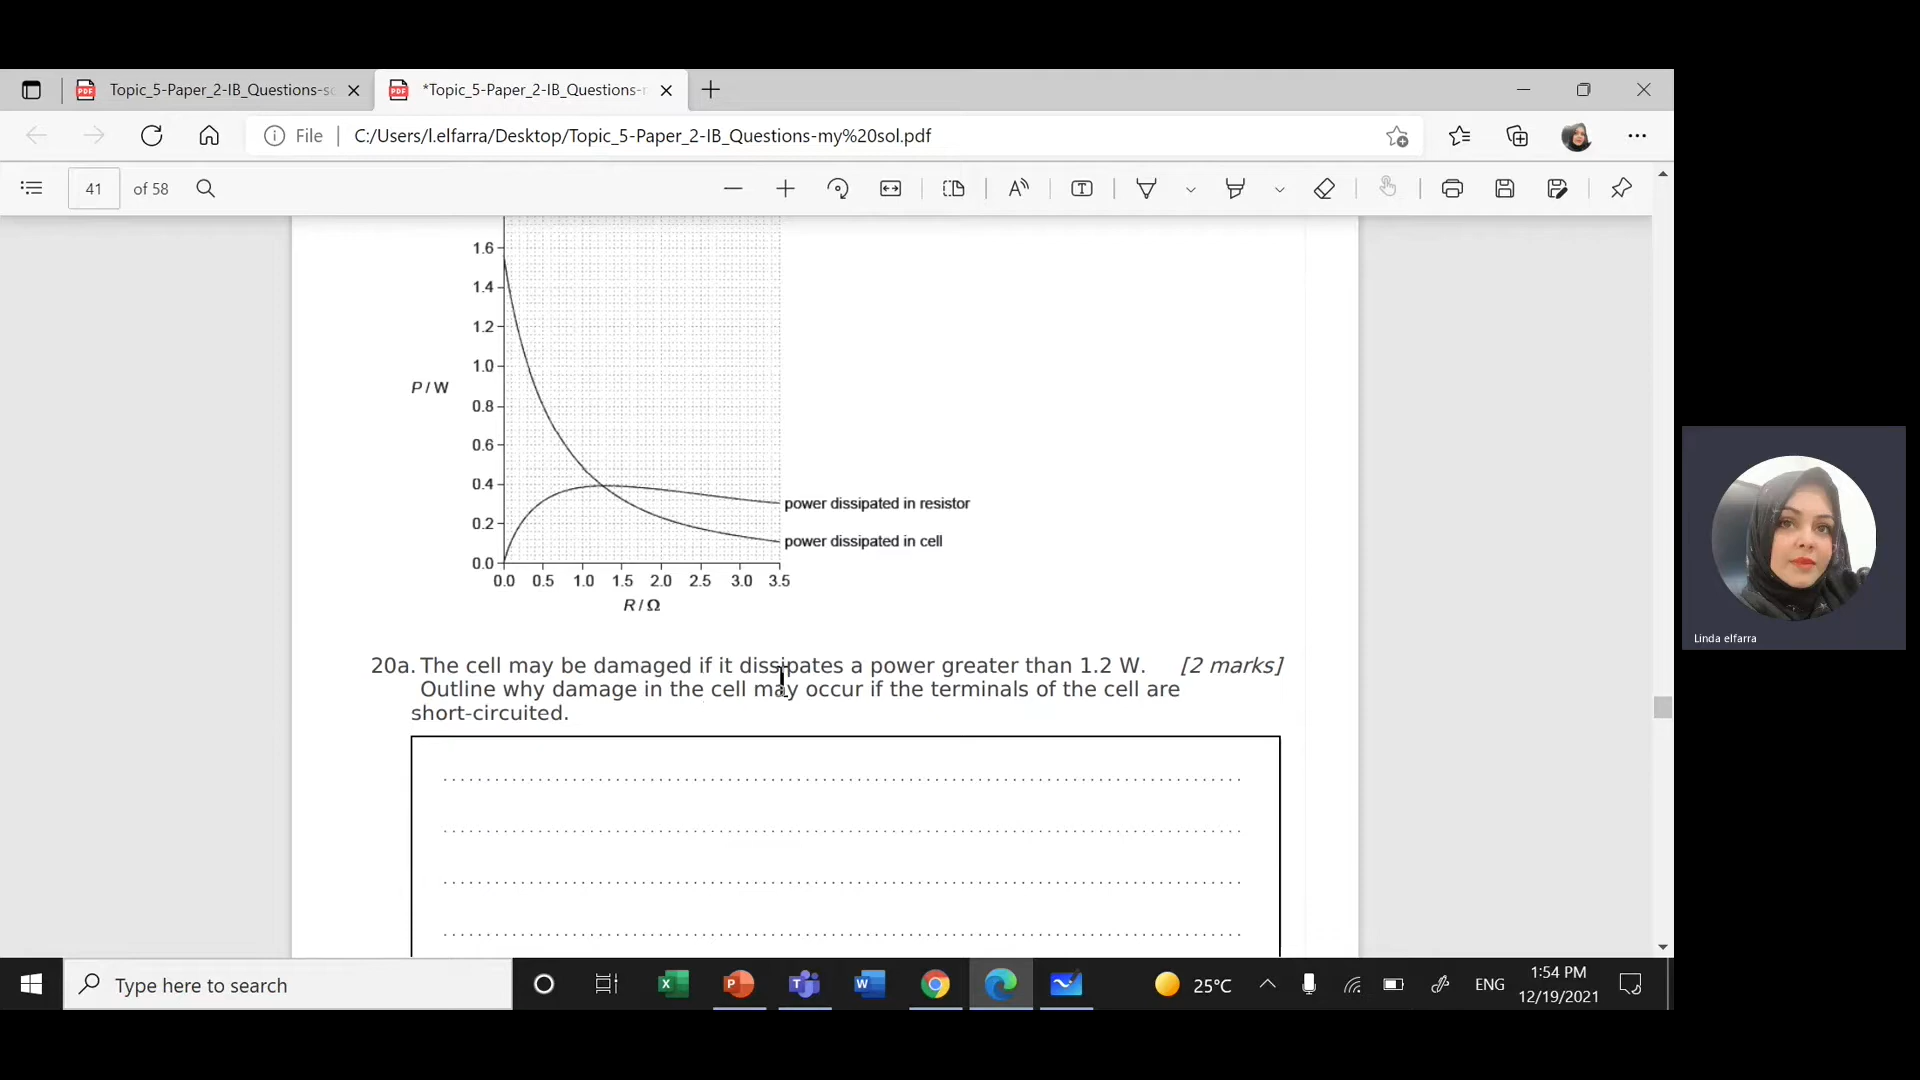 Topic_5-Paper_2-IB_Questions-so
*Topic_5-Paper_2-IB_Questions-
File
C:/Users/l.elfarra/Desktop/Topic_5-Paper_2-IB_Questions-my%20sol.pdf
41 of 58
1.6
1.4
1.2
1.0
P / W
0.8
0.6
0.4
power dissipated in resistor
0.2
power dissipated in cell
0.0
0.0 0.5 1.0 1.5 2.0 2.5 3.0 3.5
R / Ω
20a. The cell may be damaged if it dissipates a power greater than 1.2 W. [2 marks]
Outline why damage in the cell may occur if the terminals of the cell are
short-circuited.
Linda elfarra
Type here to search
25°C
ENG
1:54 PM
12/19/2021